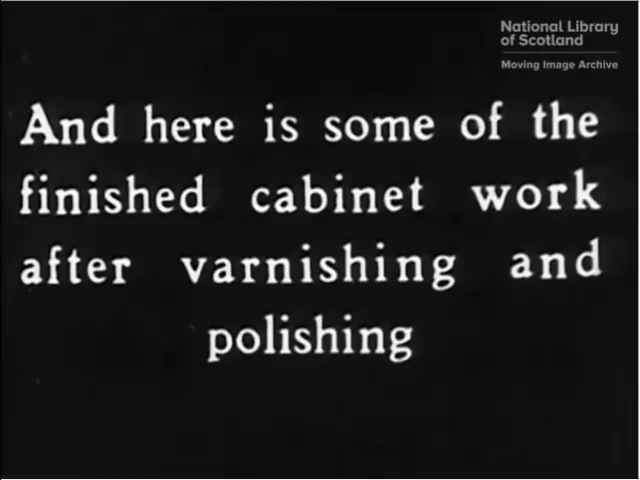 National Library
of Scotland
Moving Image Archive
And here is some of the
finished cabinet work
after varnishing and
polishing